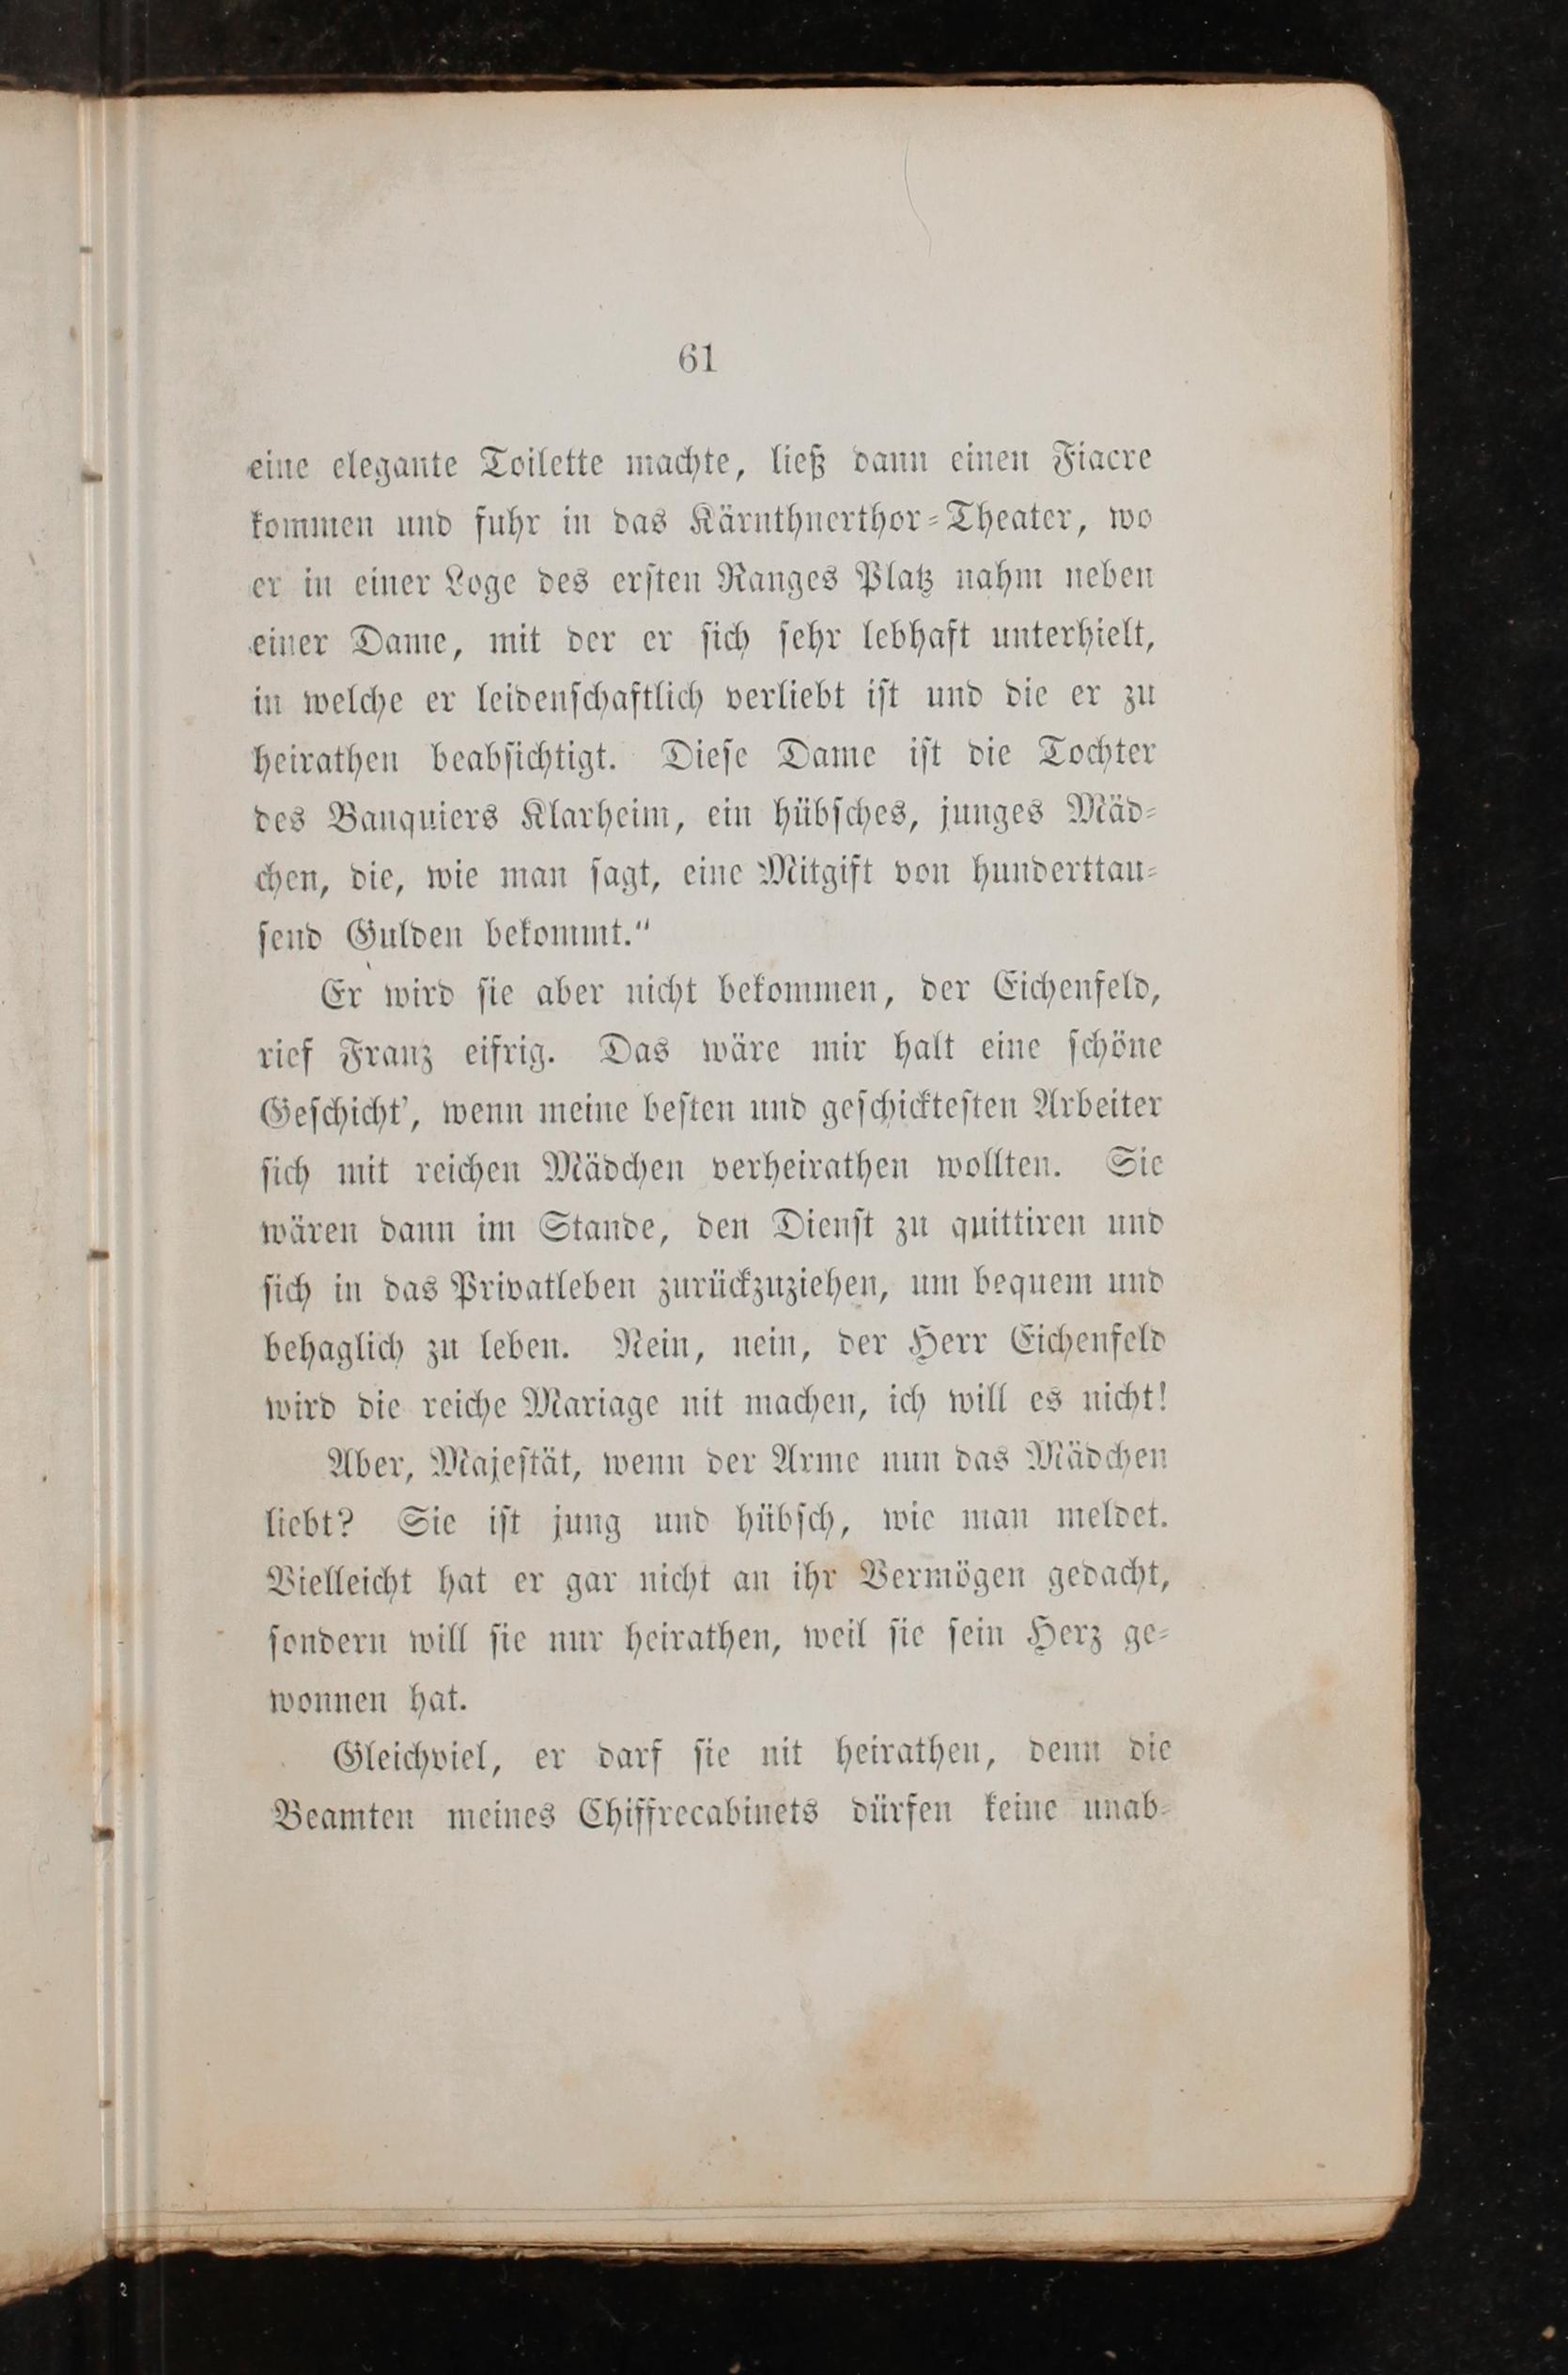 61
eine elegante Toilette machte, ließ dann einen Fiacre
kommen und fuhr in das Kärnthnerthor-Theater, wo
er in einer Loge des ersten Ranges Platz nahm neben
einer Dame, mit der er sich sehr lebhaft unterhielt,
in welche er leidenschaftlich verliebt ist und die er zu
heirathen beabsichtigt. Diese Dame ist die Tochter
des Banquiers Klarheim, ein hübsches, junges Mäd-
chen, die, wie man sagt, eine Mitgift von hunderttau-
send Gulden bekommt.“
Er wird sie aber nicht bekommen, der Eichenfeld,
rief Franz eifrig. Das wäre mir halt eine schöne
Geschicht’, wenn meine besten und geschicktesten Arbeiter
sich mit reichen Mädchen verheirathen wollten. Sie
wären dann im Stande, den Dienst zu quittiren und
sich in das Privatleben zurückzuziehen, um bequem und
behaglich zu leben. Nein, nein, der Herr Eichenfeld
wird die reiche Mariage nit machen, ich will es nicht!
Aber, Majestät, wenn der Arme nun das Mädchen
liebt? Sie ist jung und hübsch, wie man meldet.
Vielleicht hat er gar nicht an ihr Vermögen gedacht,
sondern will sie nur heirathen, weil sie sein Herz ge-
wonnen hat.
Gleichviel, er darf sie nit heirathen, denn die
Beamten meines Chiffrecabinets dürfen keine unab-